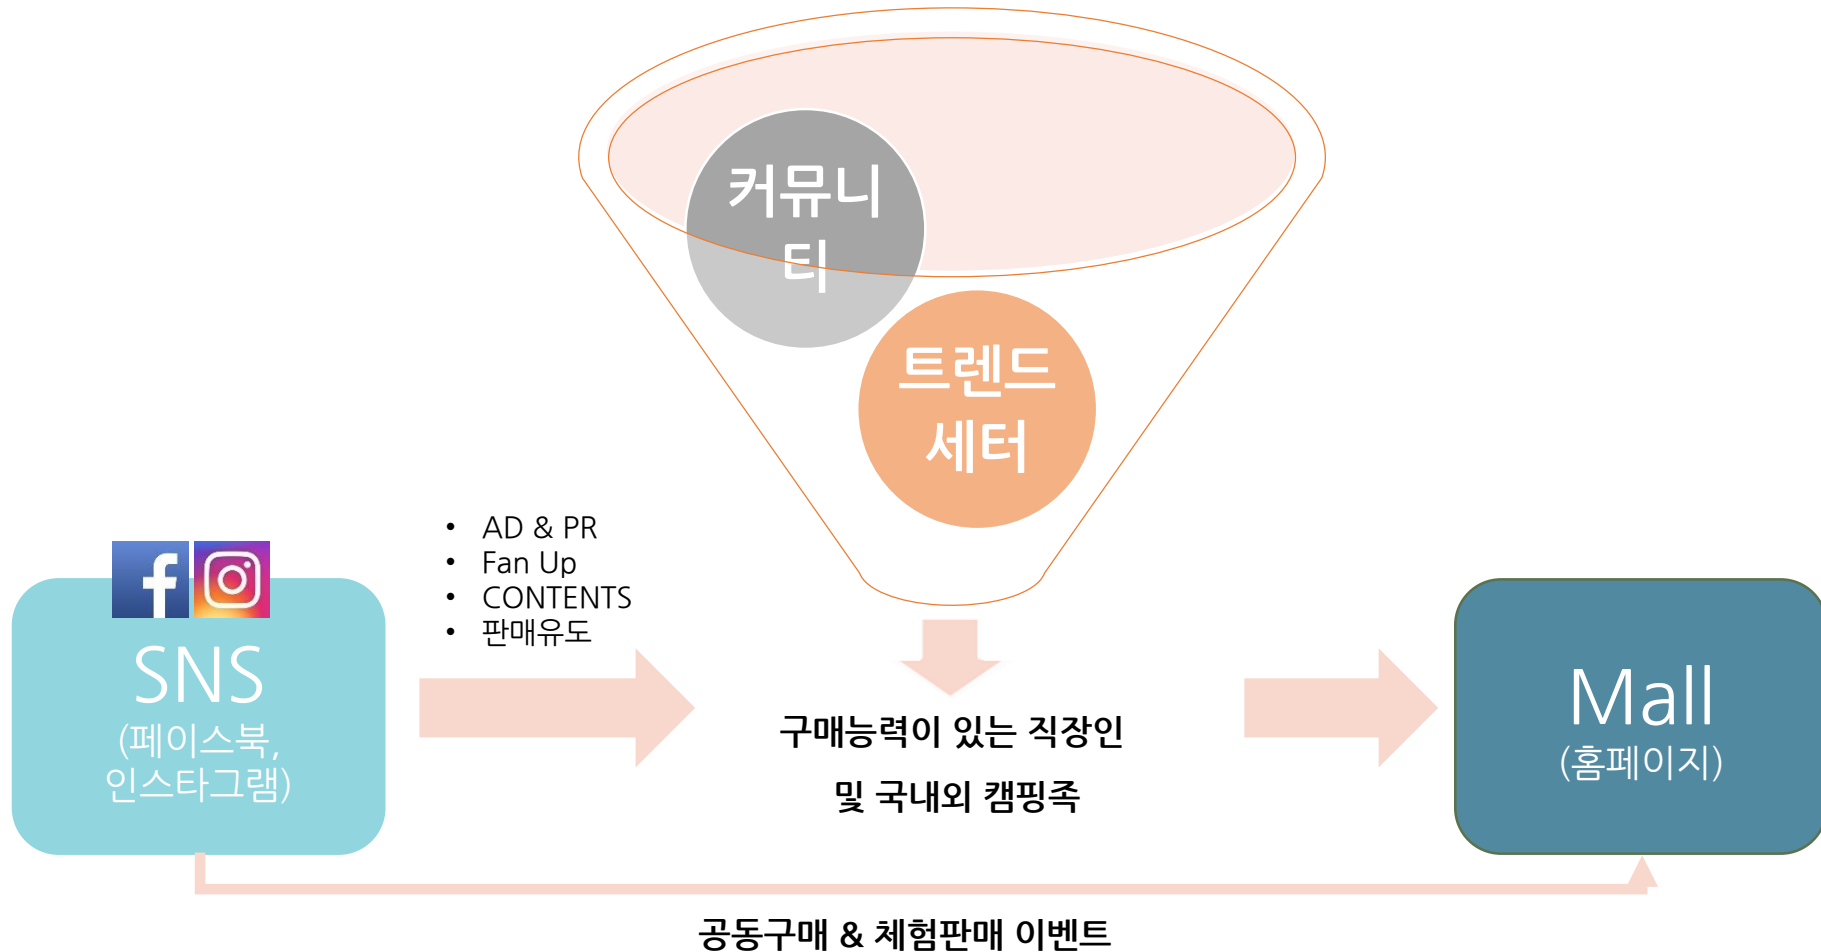 커뮤니
티
트렌드
세터
• AD & PR
• Fan Up
• CONTENTS
• 판매유도
SNS
(페이스북,
인스타그램)
구매능력이 있는 직장인
및 국내외 캠핑족
Mall
(홈페이지)
공동구매 & 체험판매 이벤트